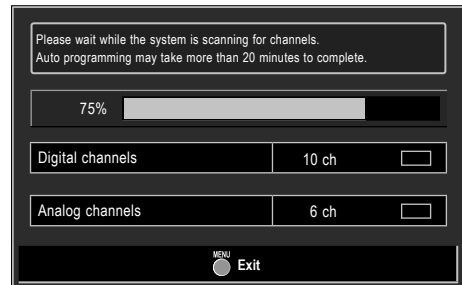 Please wait while the system is scanning for channels.
Auto programming may take more than 20 minutes to complete.
75%
Digital channels 10 ch
Analog channels 6 ch
MENU Exit